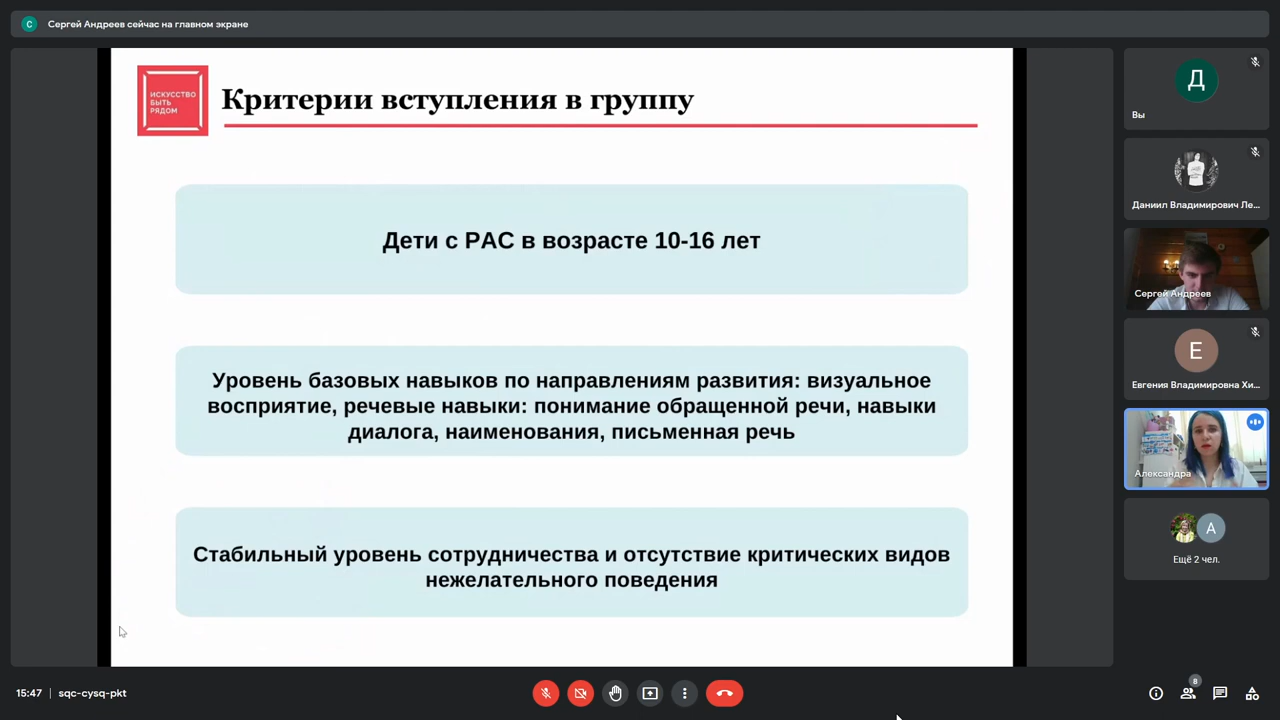 С
Сергей Андреев сейчас на главном экране
ИСКУССТВО
БЫТЬ
РЯДОМ
Критерии вступления в группу
Дети с РАС в возрасте 10-16 лет
Уровень базовых навыков по направлениям развития: визуальное
восприятие, речевые навыки: понимание обращенной речи, навыки
диалога, наименования, письменная речь
Стабильный уровень сотрудничества и отсутствие критических видов
нежелательного поведения
Д
Вы
Даниил Владимирович Ле...
Сергей Андреев
Е
Евгения Владимировна Хи...
Александра
А
Ещё 2 чел.
15:47 | sqc-cysq-pkt
8